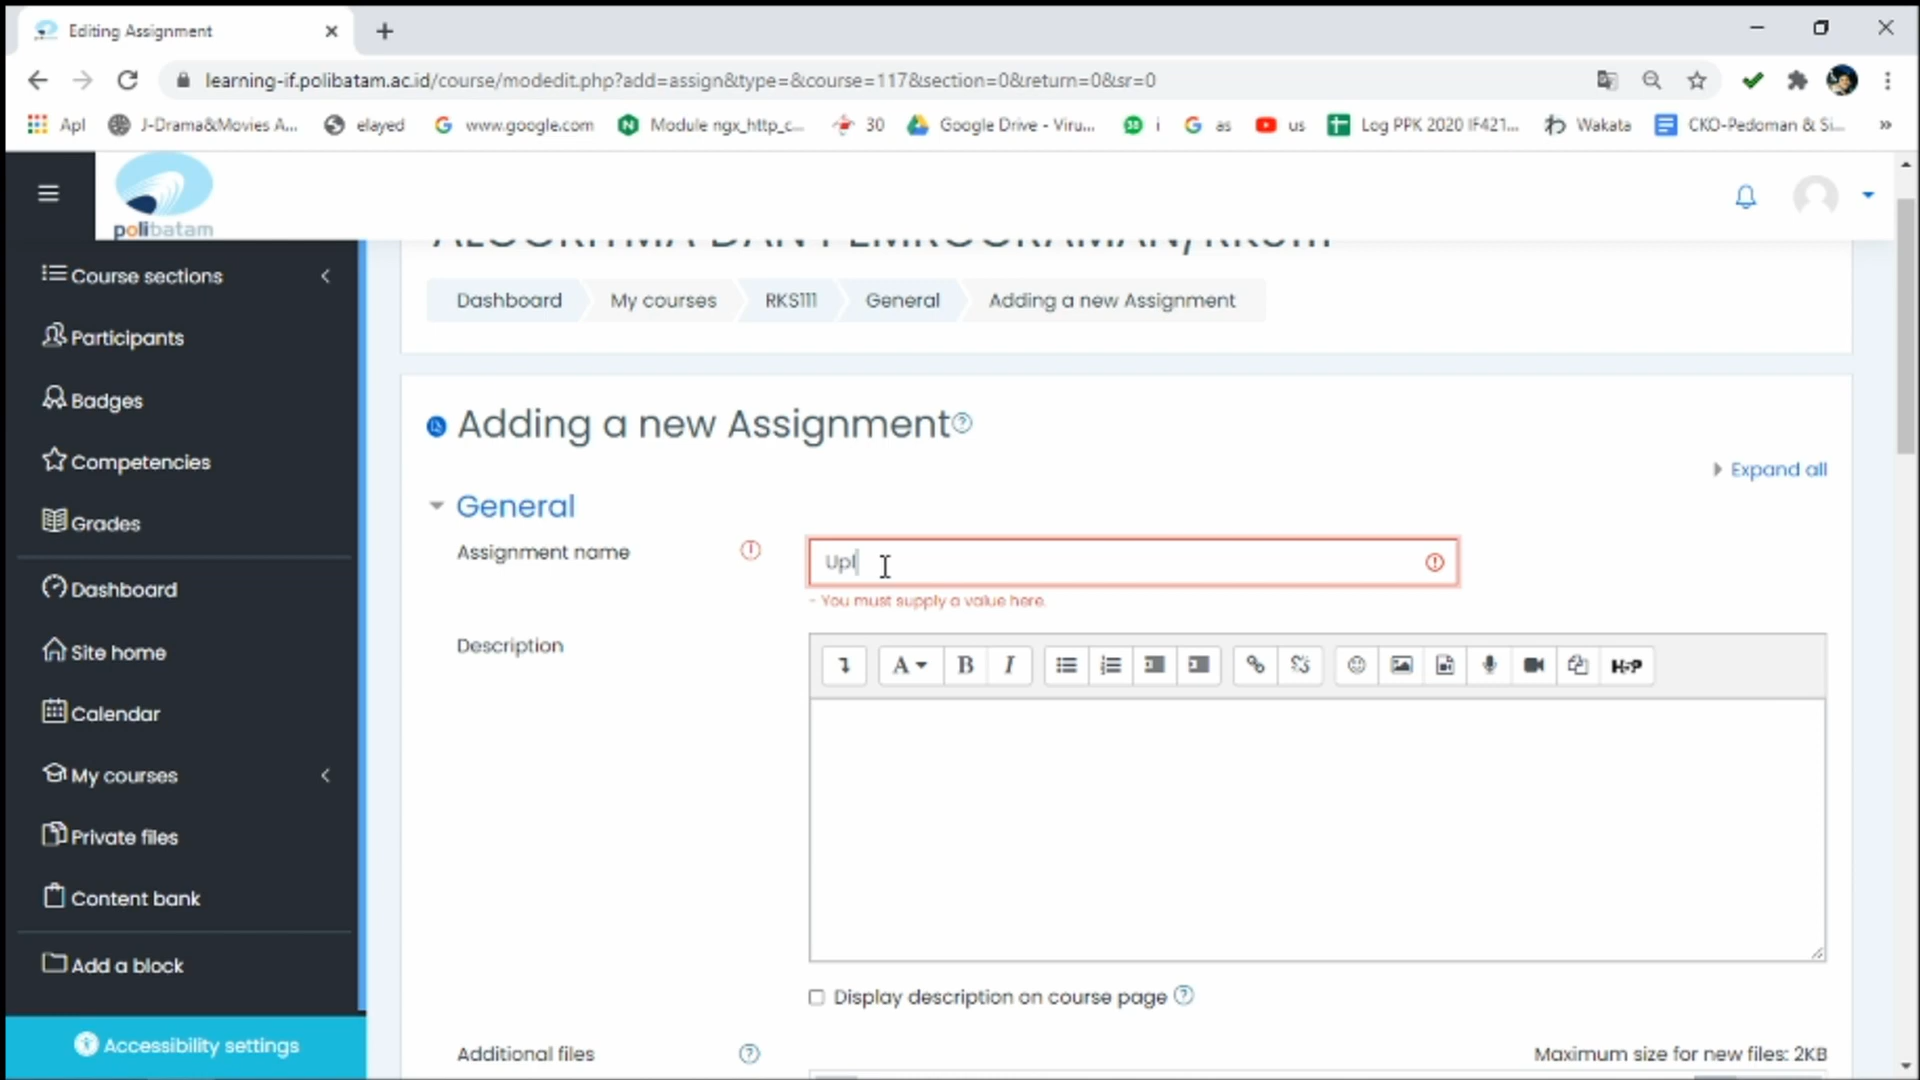 Editing Assignment
learning-if.polibatam.ac.id/course/modedit.php?add=assign&type=&course=117&section=0&return=0&sr=0
Apl J-Drama&Movies A... elayed www.google.com Module ngx_http_c... 30 Google Drive - Viru... 38 i as us Log PPK 2020 IF421... Wakata CKO-Pedoman & Si... »
polibatam
ALGORITMA DAN PEMROGRAMAN/RKS111
Course sections
Participants
Badges
Competencies
Grades
Dashboard
Site home
Calendar
My courses
Private files
Content bank
Add a block
Accessibility settings
Dashboard My courses RKS111 General Adding a new Assignment
Adding a new Assignment
Expand all
General
Assignment name Upl
- You must supply a value here.
Description
A B I H-P
Display description on course page
Additional files Maximum size for new files: 2KB